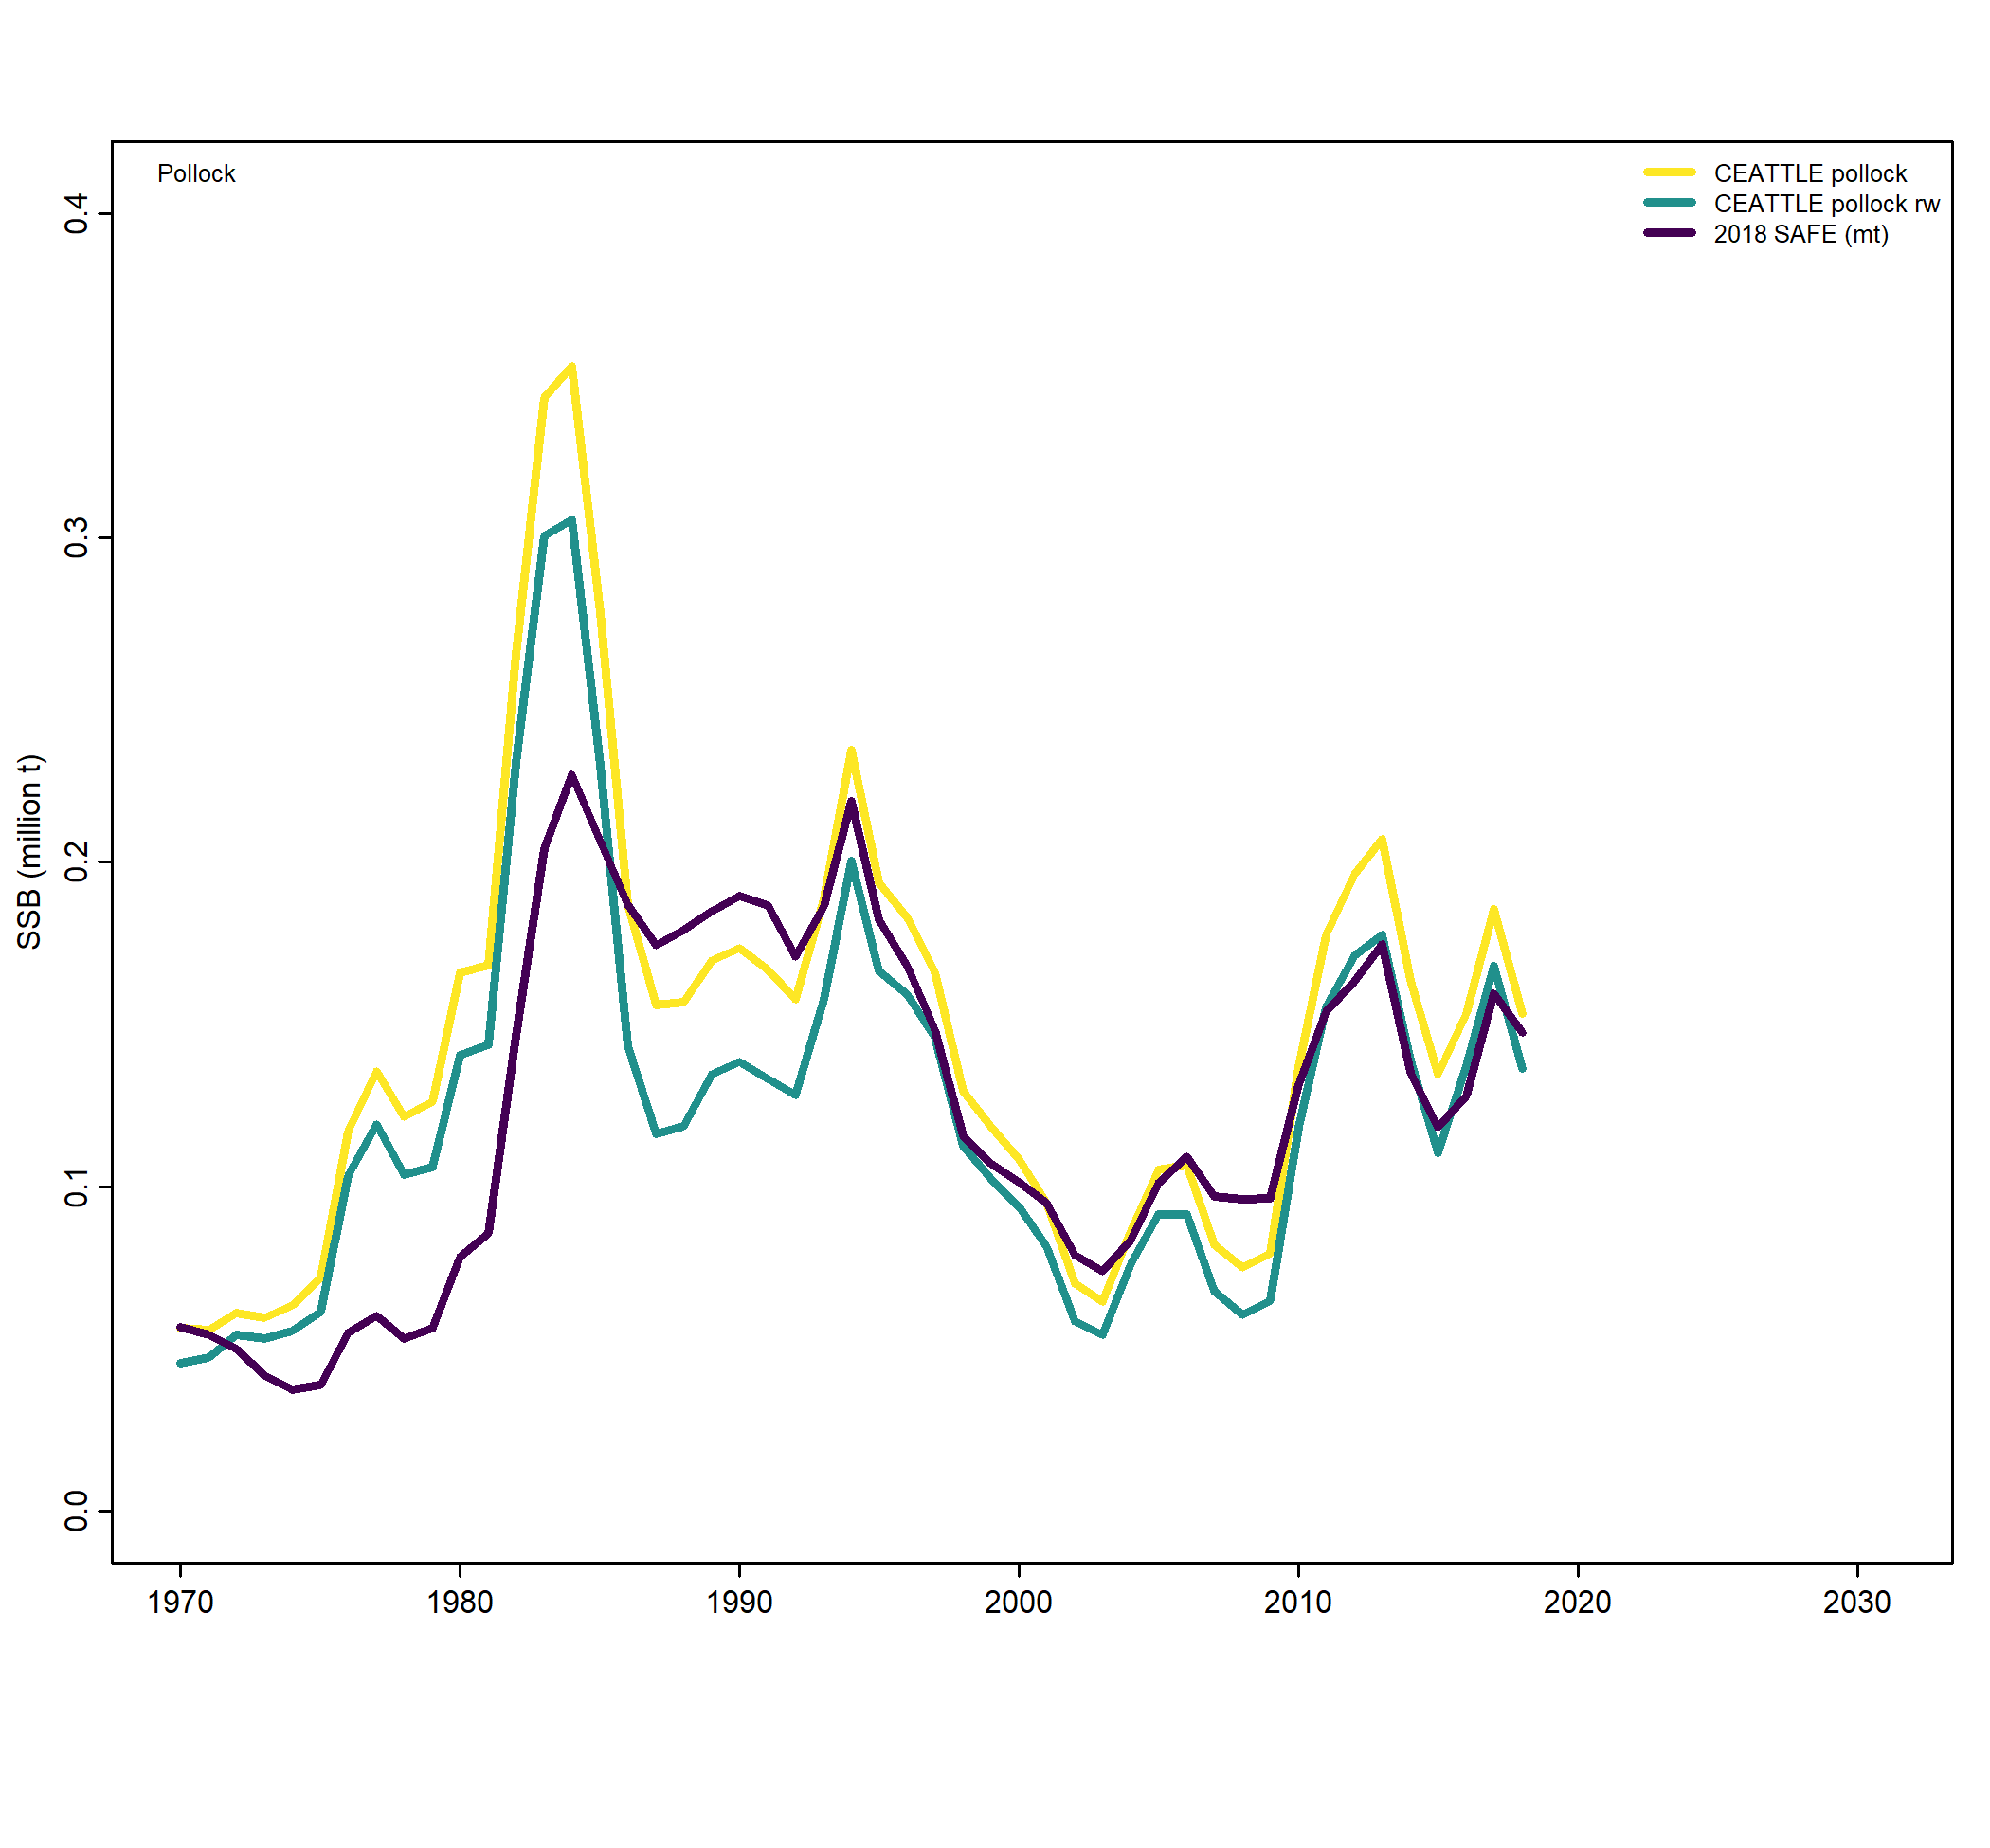 Pollock
CEATTLE pollock
CEATTLE pollock rw
2018 SAFE (mt)
SSB (million t)
0.4
0.3
0.2
0.1
0.0
1970 1980 1990 2000 2010 2020 2030